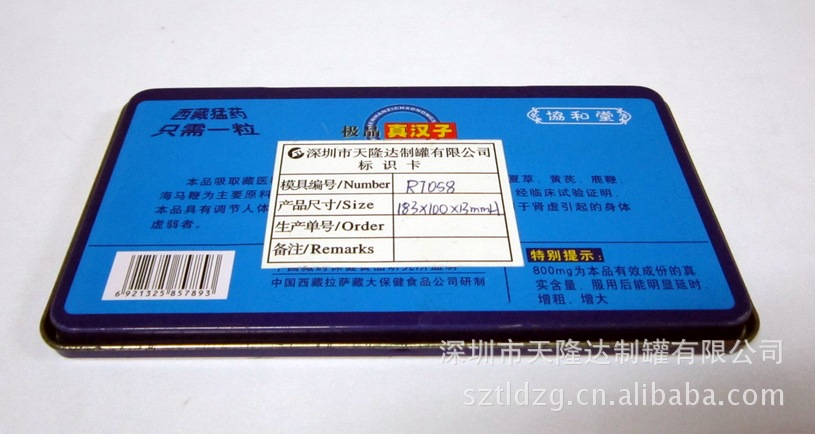 西藏猛药
只需一粒
極品
真汉子
協和堂
深圳市天隆达制罐有限公司
标 识 卡
模具编号/Number R7058
产品尺寸/Size 183X100X13mmH
生产单号/Order
备注/Remarks
本品吸取藏医
夏草、黄芪、鹿鞭、
海马鞭为主要原料
经临床试验证明,
本品具有调节人体
于肾虚引起的身体
虚弱者。
中国西藏拉萨藏大保健食品公司研制
6 921325 857893
特别提示:
800mg为本品有效成份的真
实含量,服用后能明显延时、
增粗、增大
深圳市天隆达制罐有限公司
sztldzg.cn.alibaba.com